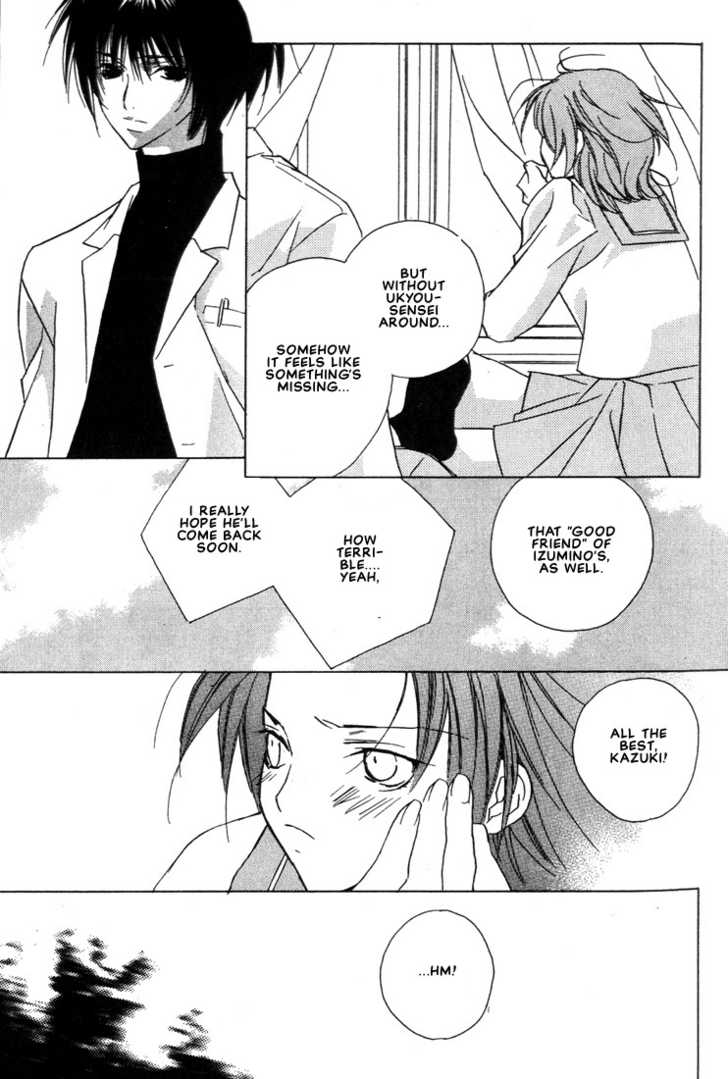 BUT
WITHOUT
UKYOU-
SENSEI
AROUND...
SOMEHOW
IT FEELS LIKE
SOMETHING'S
MISSING...
THAT "GOOD
FRIEND" OF
IZUMINO'S,
AS WELL.
HOW
TERRI-
BLE....
YEAH,
I REALLY
HOPE HE'LL
COME BACK
SOON.
ALL THE
BEST,
KAZUKI!
...HM!